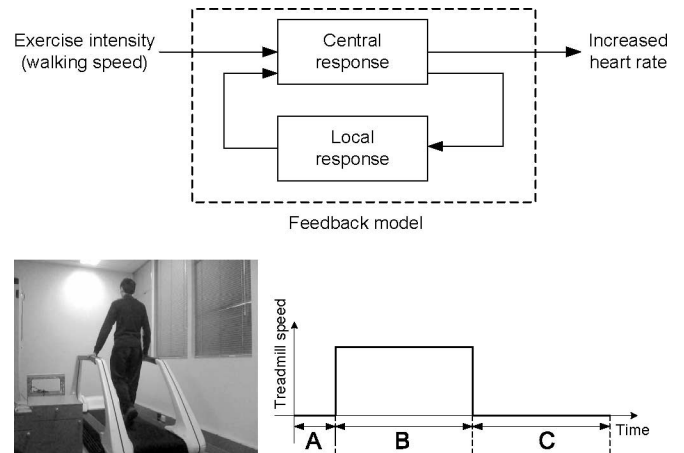 Exercise intensity
(walking speed)
Central
response
Increased
heart rate
Local
response
Feedback model
Treadmill speed
A
B
C
Time